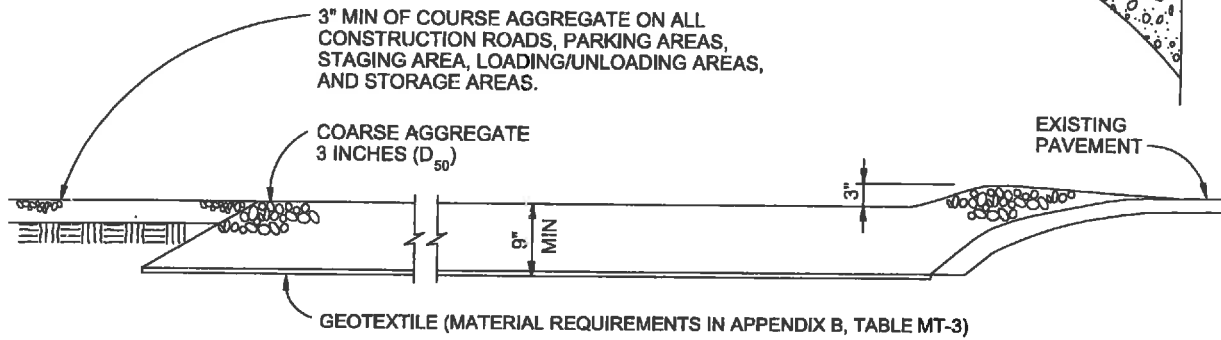 3" MIN OF COURSE AGGREGATE ON ALL
CONSTRUCTION ROADS, PARKING AREAS,
STAGING AREA, LOADING/UNLOADING AREAS,
AND STORAGE AREAS.
COARSE AGGREGATE
3 INCHES (D50)
EXISTING
PAVEMENT
3"
9"
MIN
GEOTEXTILE (MATERIAL REQUIREMENTS IN APPENDIX B, TABLE MT-3)